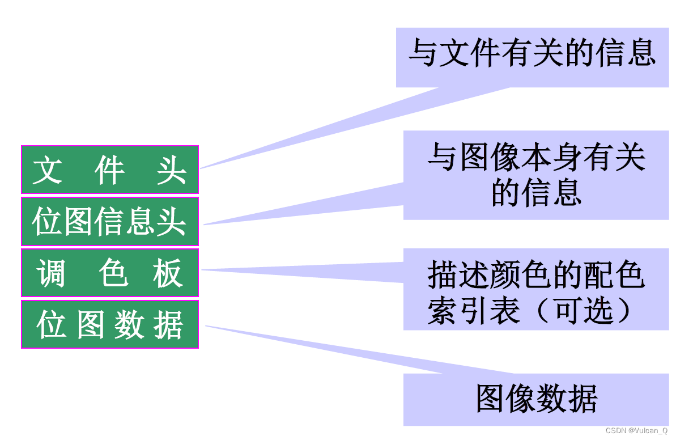 与文件有关的信息
与图像本身有关
的信息
文 件 头
位图信息头
调 色 板
位图数据
描述颜色的配色
索引表（可选）
图像数据
CSDN @Vulcan_Q